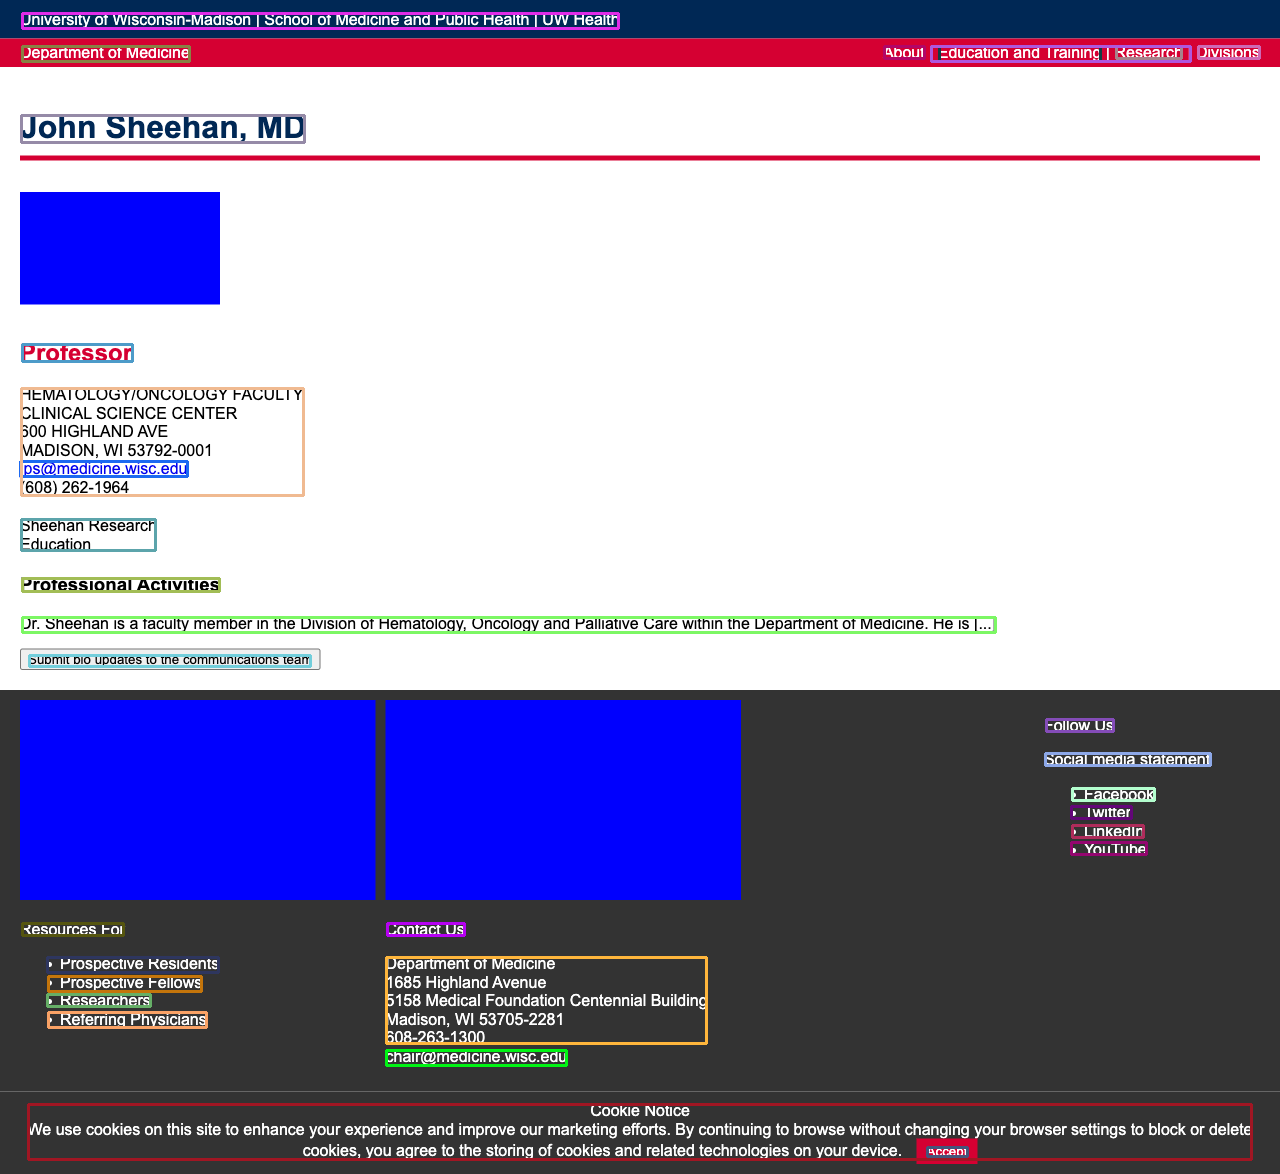 University of Wisconsin-Madison | School of Medicine and Public Health | UW Health
Department of Medicine
About
Education and Training | Research
Divisions
John Sheehan, MD
Professor
HEMATOLOGY/ONCOLOGY FACULTY
CLINICAL SCIENCE CENTER
600 HIGHLAND AVE
MADISON, WI 53792-0001
jps@medicine.wisc.edu
(608) 262-1964
Sheehan Research
Education
Professional Activities
Dr. Sheehan is a faculty member in the Division of Hematology, Oncology and Palliative Care within the Department of Medicine. He is [...
Submit bio updates to the communications team
Follow Us
Social media statement
• Facebook
• Twitter
• LinkedIn
• YouTube
Resources For
• Prospective Residents
• Prospective Fellows
• Researchers
• Referring Physicians
Contact Us
Department of Medicine
1685 Highland Avenue
5158 Medical Foundation Centennial Building
Madison, WI 53705-2281
608-263-1300
chair@medicine.wisc.edu
Cookie Notice
We use cookies on this site to enhance your experience and improve our marketing efforts. By continuing to browse without changing your browser settings to block or delete
cookies, you agree to the storing of cookies and related technologies on your device. Accept